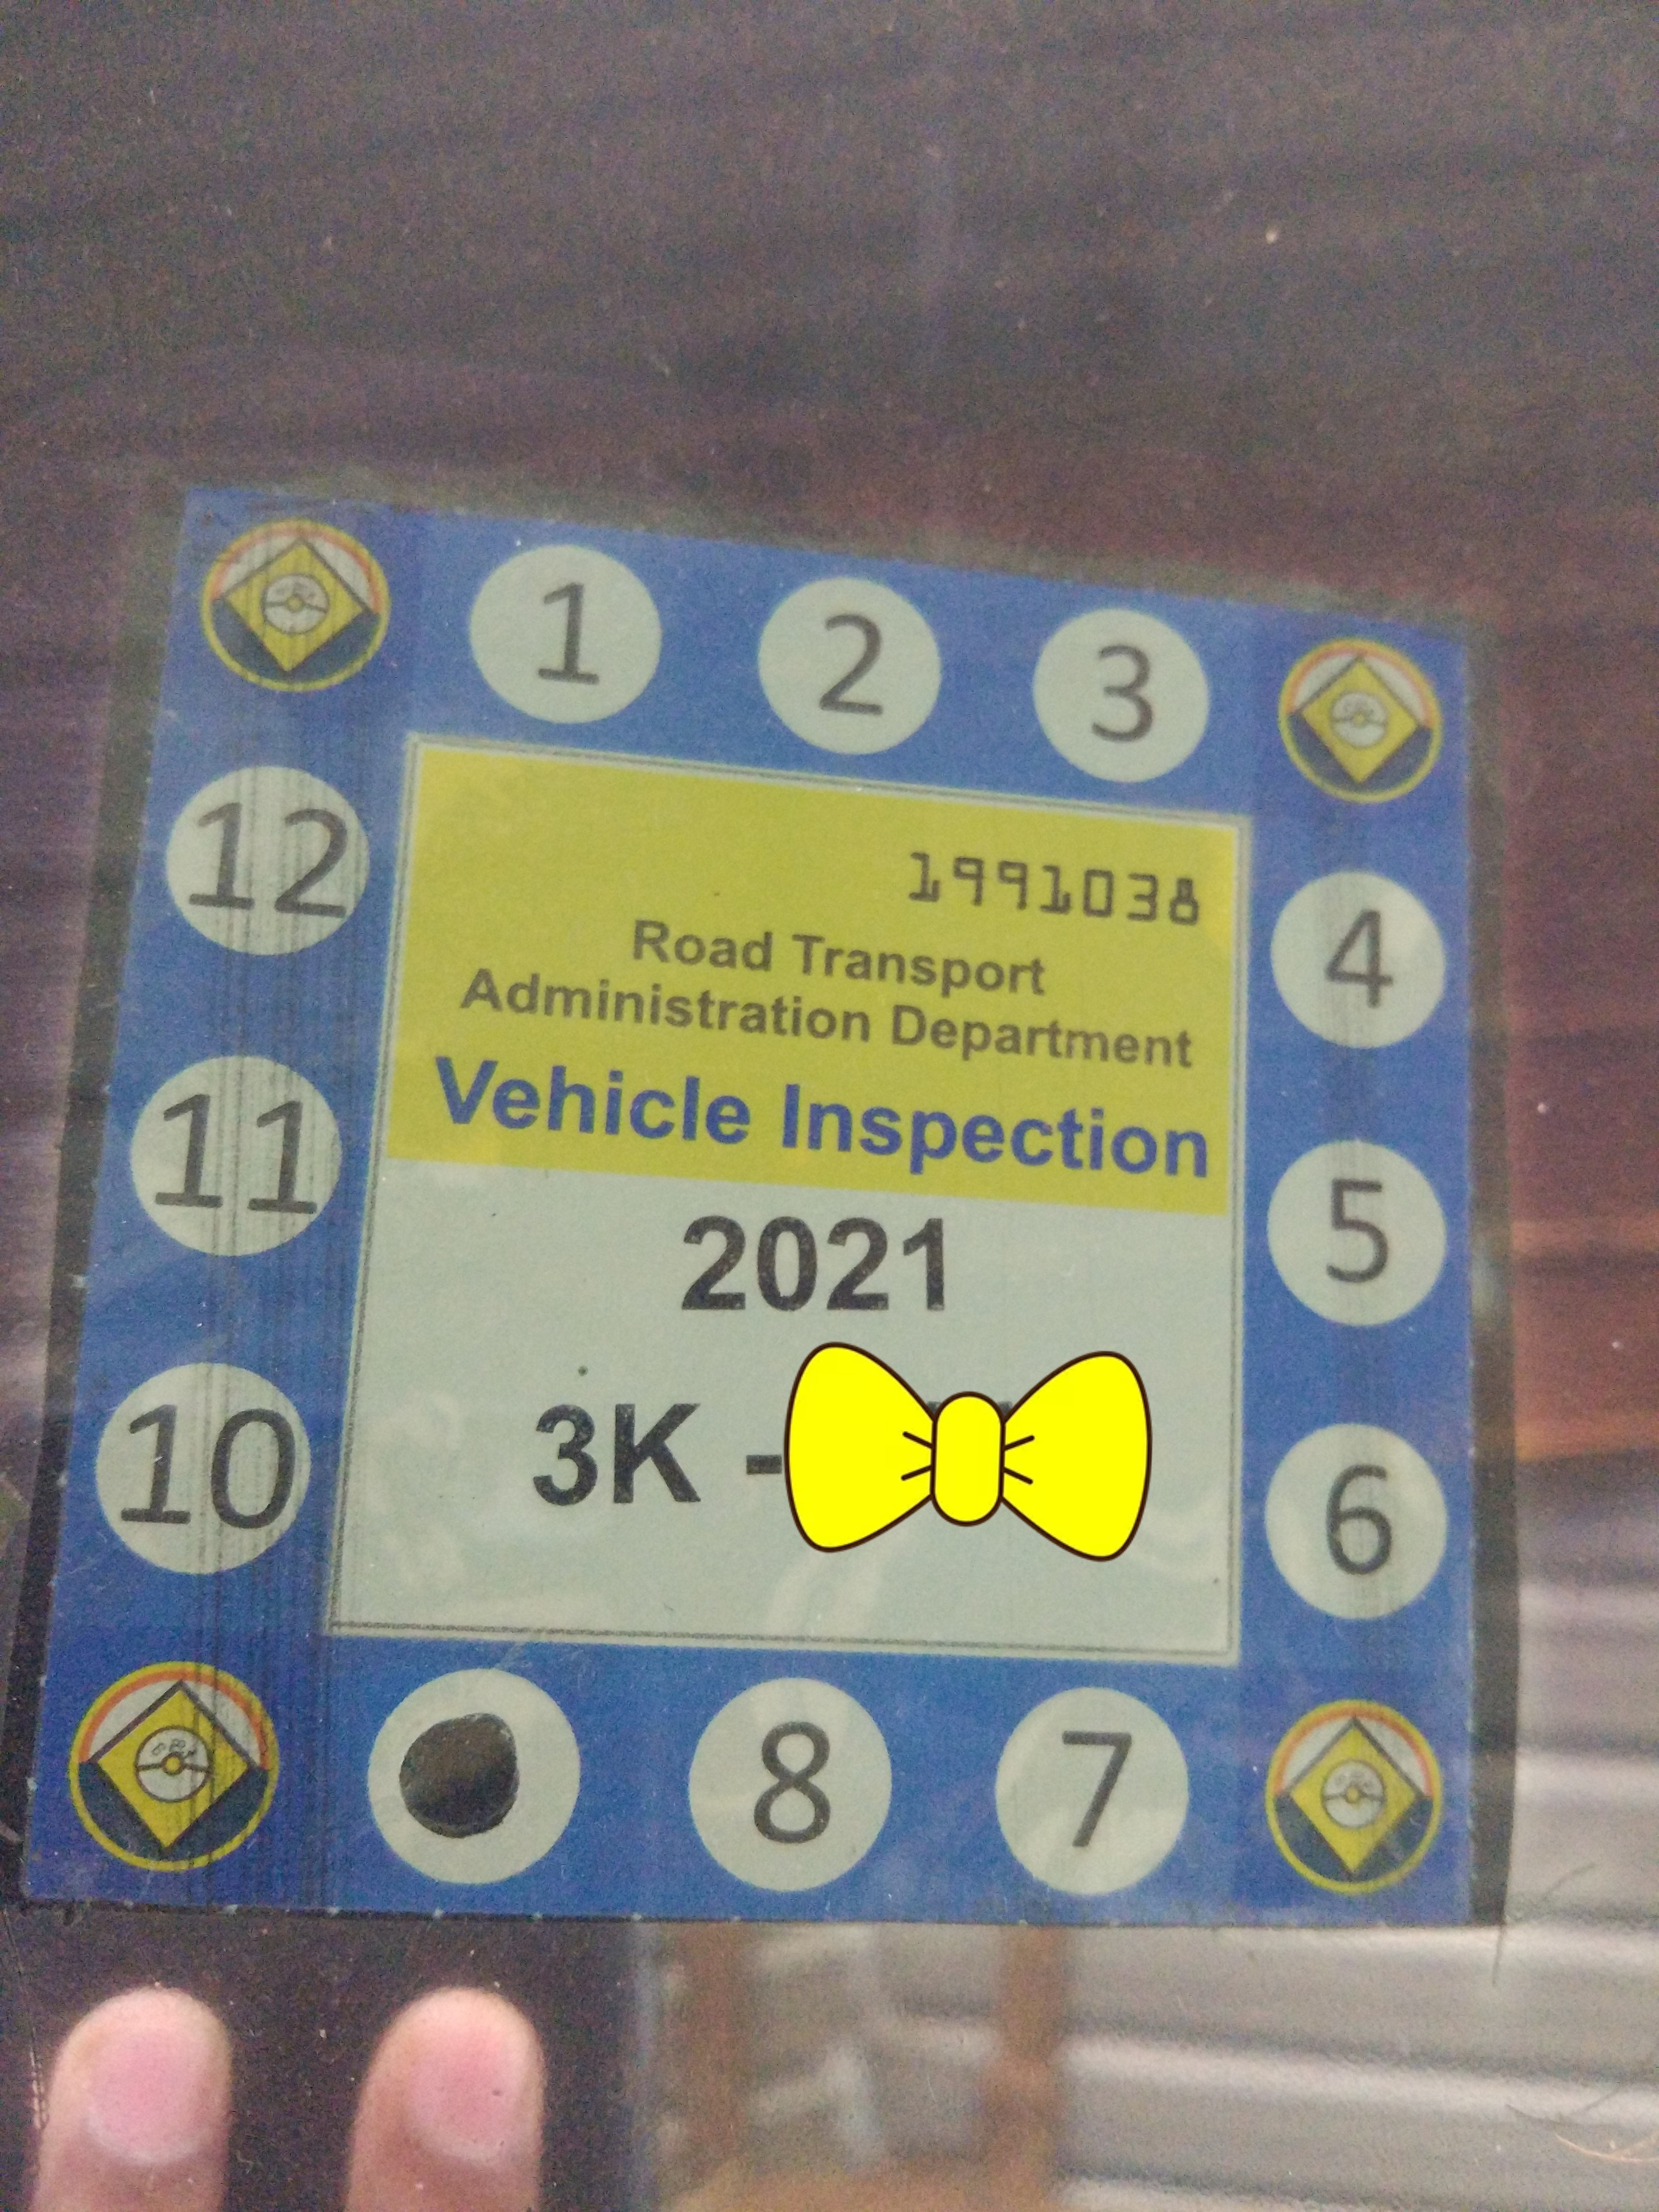 1 2 3
12
1991038
4
Road Transport
Administration Department
Vehicle Inspection
11
5
2021
10
3K -
6
8 7